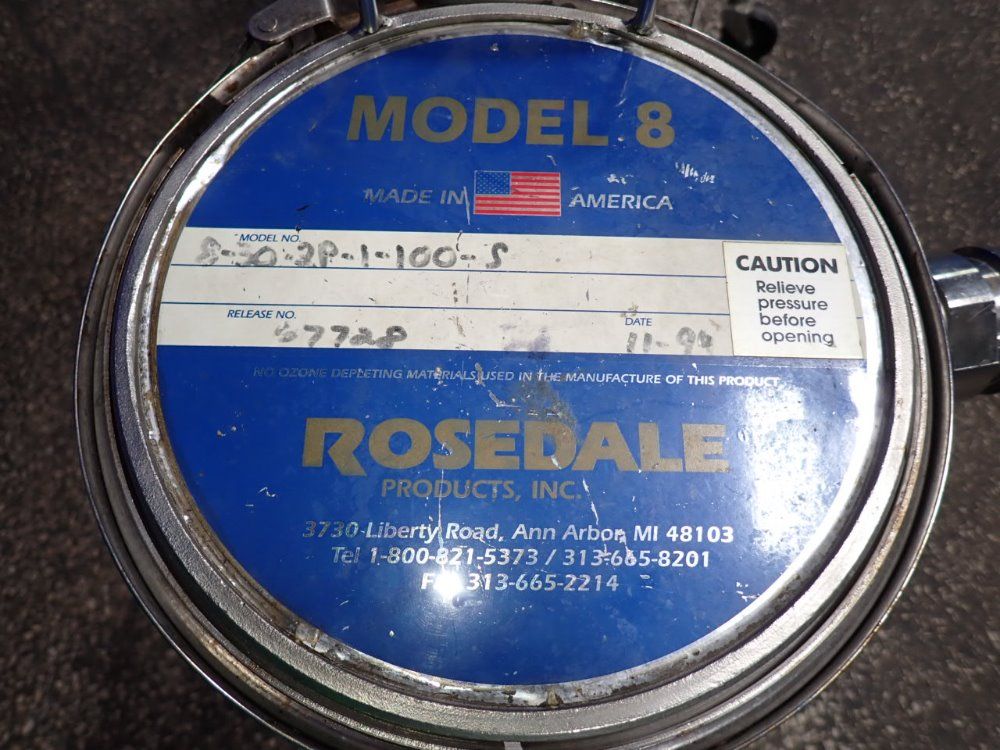 MODEL 8
MADE IN AMERICA
MODEL NO.
8-30-2P-1-100-S
CAUTION
Relieve
pressure
before
opening
RELEASE NO.
DATE
67728
11-94
NO OZONE DEPLETING MATERIALS USED IN THE MANUFACTURE OF THIS PRODUCT
ROSEDALE
PRODUCTS, INC.
3730 Liberty Road, Ann Arbor, MI 48103
Tel 1-800-821-5373 / 313-665-8201
313-665-2214